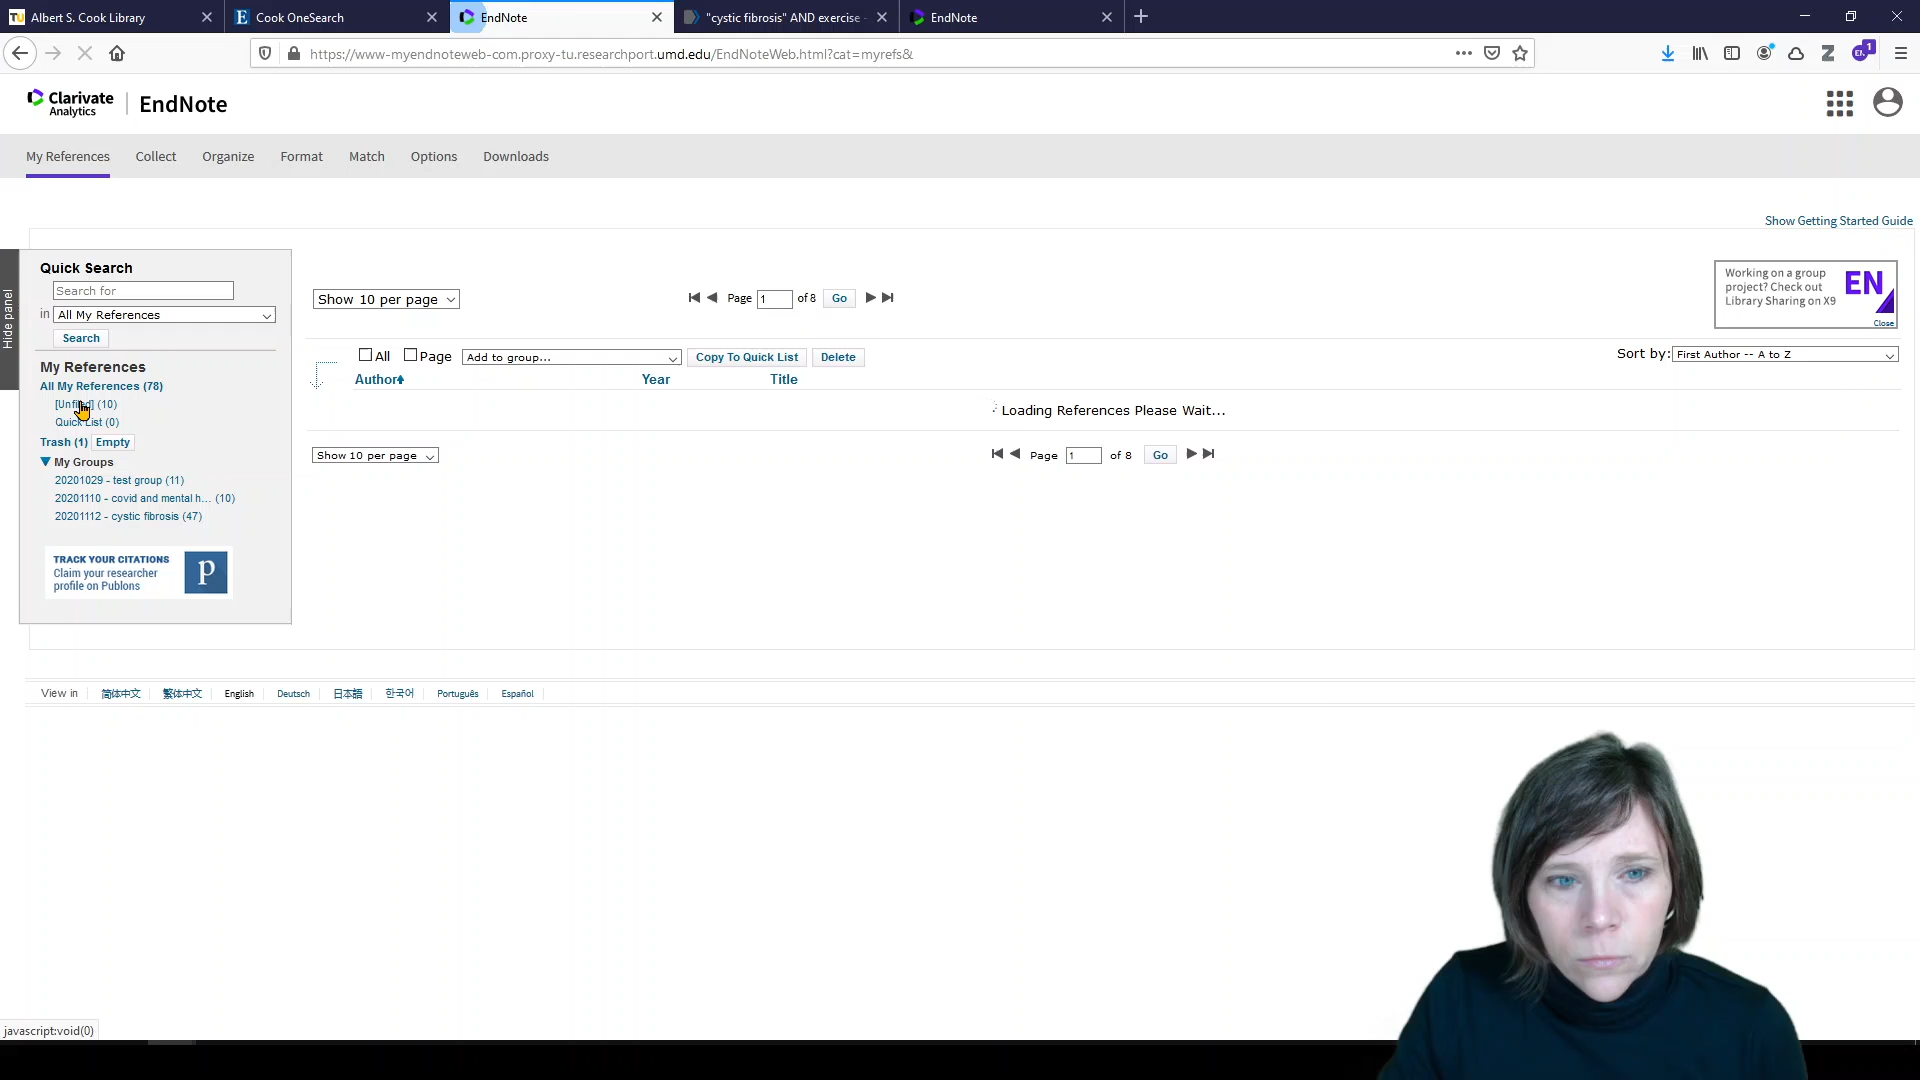 Albert S. Cook Library
Cook OneSearch
EndNote
"cystic fibrosis" AND exercise
EndNote
https://www-myendnoteweb-com.proxy-tu.researchport.umd.edu/EndNoteWeb.html?cat=myrefs&
Clarivate Analytics | EndNote
My References Collect Organize Format Match Options Downloads
Show Getting Started Guide
Hide panel
Quick Search
Search for
in All My References
Search
My References
All My References (78)
(10)
Quick List (0)
Trash (1) Empty
My Groups
20201029 - test group (11)
20201110 - covid and mental h... (10)
20201112 - cystic fibrosis (47)
TRACK YOUR CITATIONS
Claim your researcher
profile on Publons
p
Show 10 per page
Page 1 of 8 Go
Working on a group
project? Check out
Library Sharing on X9
EN
Close
All Page Add to group... Copy To Quick List Delete
Sort by: First Author -- A to Z
Author Year Title
Loading References Please Wait...
Show 10 per page
Page 1 of 8 Go
View in 简体中文 繁体中文 English Deutsch 日本語 한국어 Português Español
javascript:void(0)